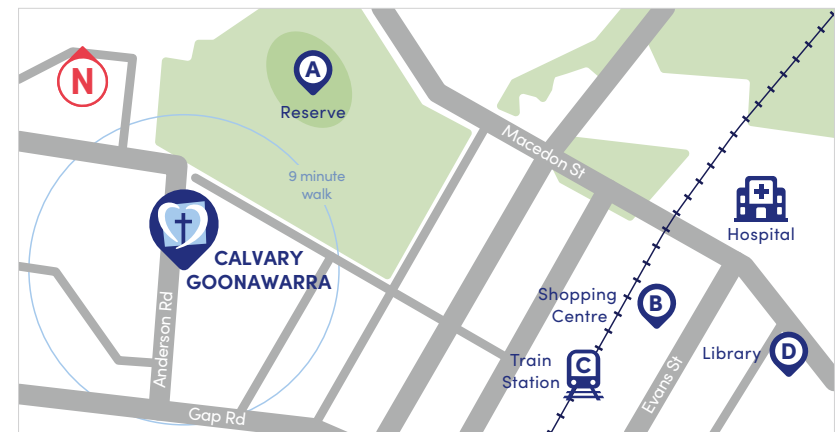 N
A
Reserve
Macedon St
9 minute
walk
Hospital
CALVARY
GOONAWARRA
Anderson Rd
Shopping
Centre
B
Train
Station
C
Library
D
Evans St
Gap Rd